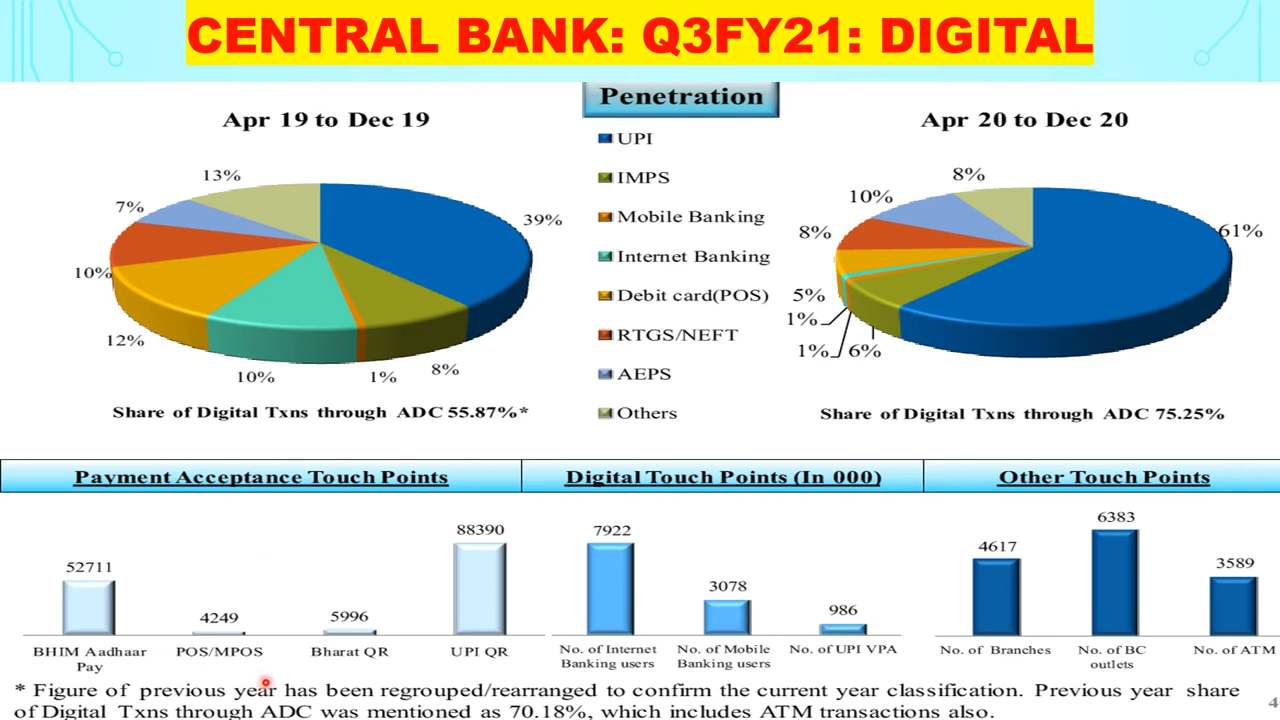 CENTRAL BANK: Q3FY21: DIGITAL
Penetration
Apr 19 to Dec 19
13%
7%
10%
12%
10%
1%
8%
39%
Share of Digital Txns through ADC 55.87%*
UPI
IMPS
Mobile Banking
Internet Banking
Debit card(POS)
RTGS/NEFT
AEPS
Others
Apr 20 to Dec 20
8%
10%
8%
5%
1%
1%
6%
61%
Share of Digital Txns through ADC 75.25%
Payment Acceptance Touch Points
52711
4249
5996
88390
BHIM Aadhaar
Pay
POS/MPOS
Bharat QR
UPI QR
Digital Touch Points (In 000)
7922
3078
986
No. of Internet
Banking users
No. of Mobile
Banking users
No. of UPI VPA
Other Touch Points
4617
6383
3589
No. of Branches
No. of BC
outlets
No. of ATM
* Figure of previous year has been regrouped/rearranged to confirm the current year classification. Previous year share
of Digital Txns through ADC was mentioned as 70.18%, which includes ATM transactions also.
4